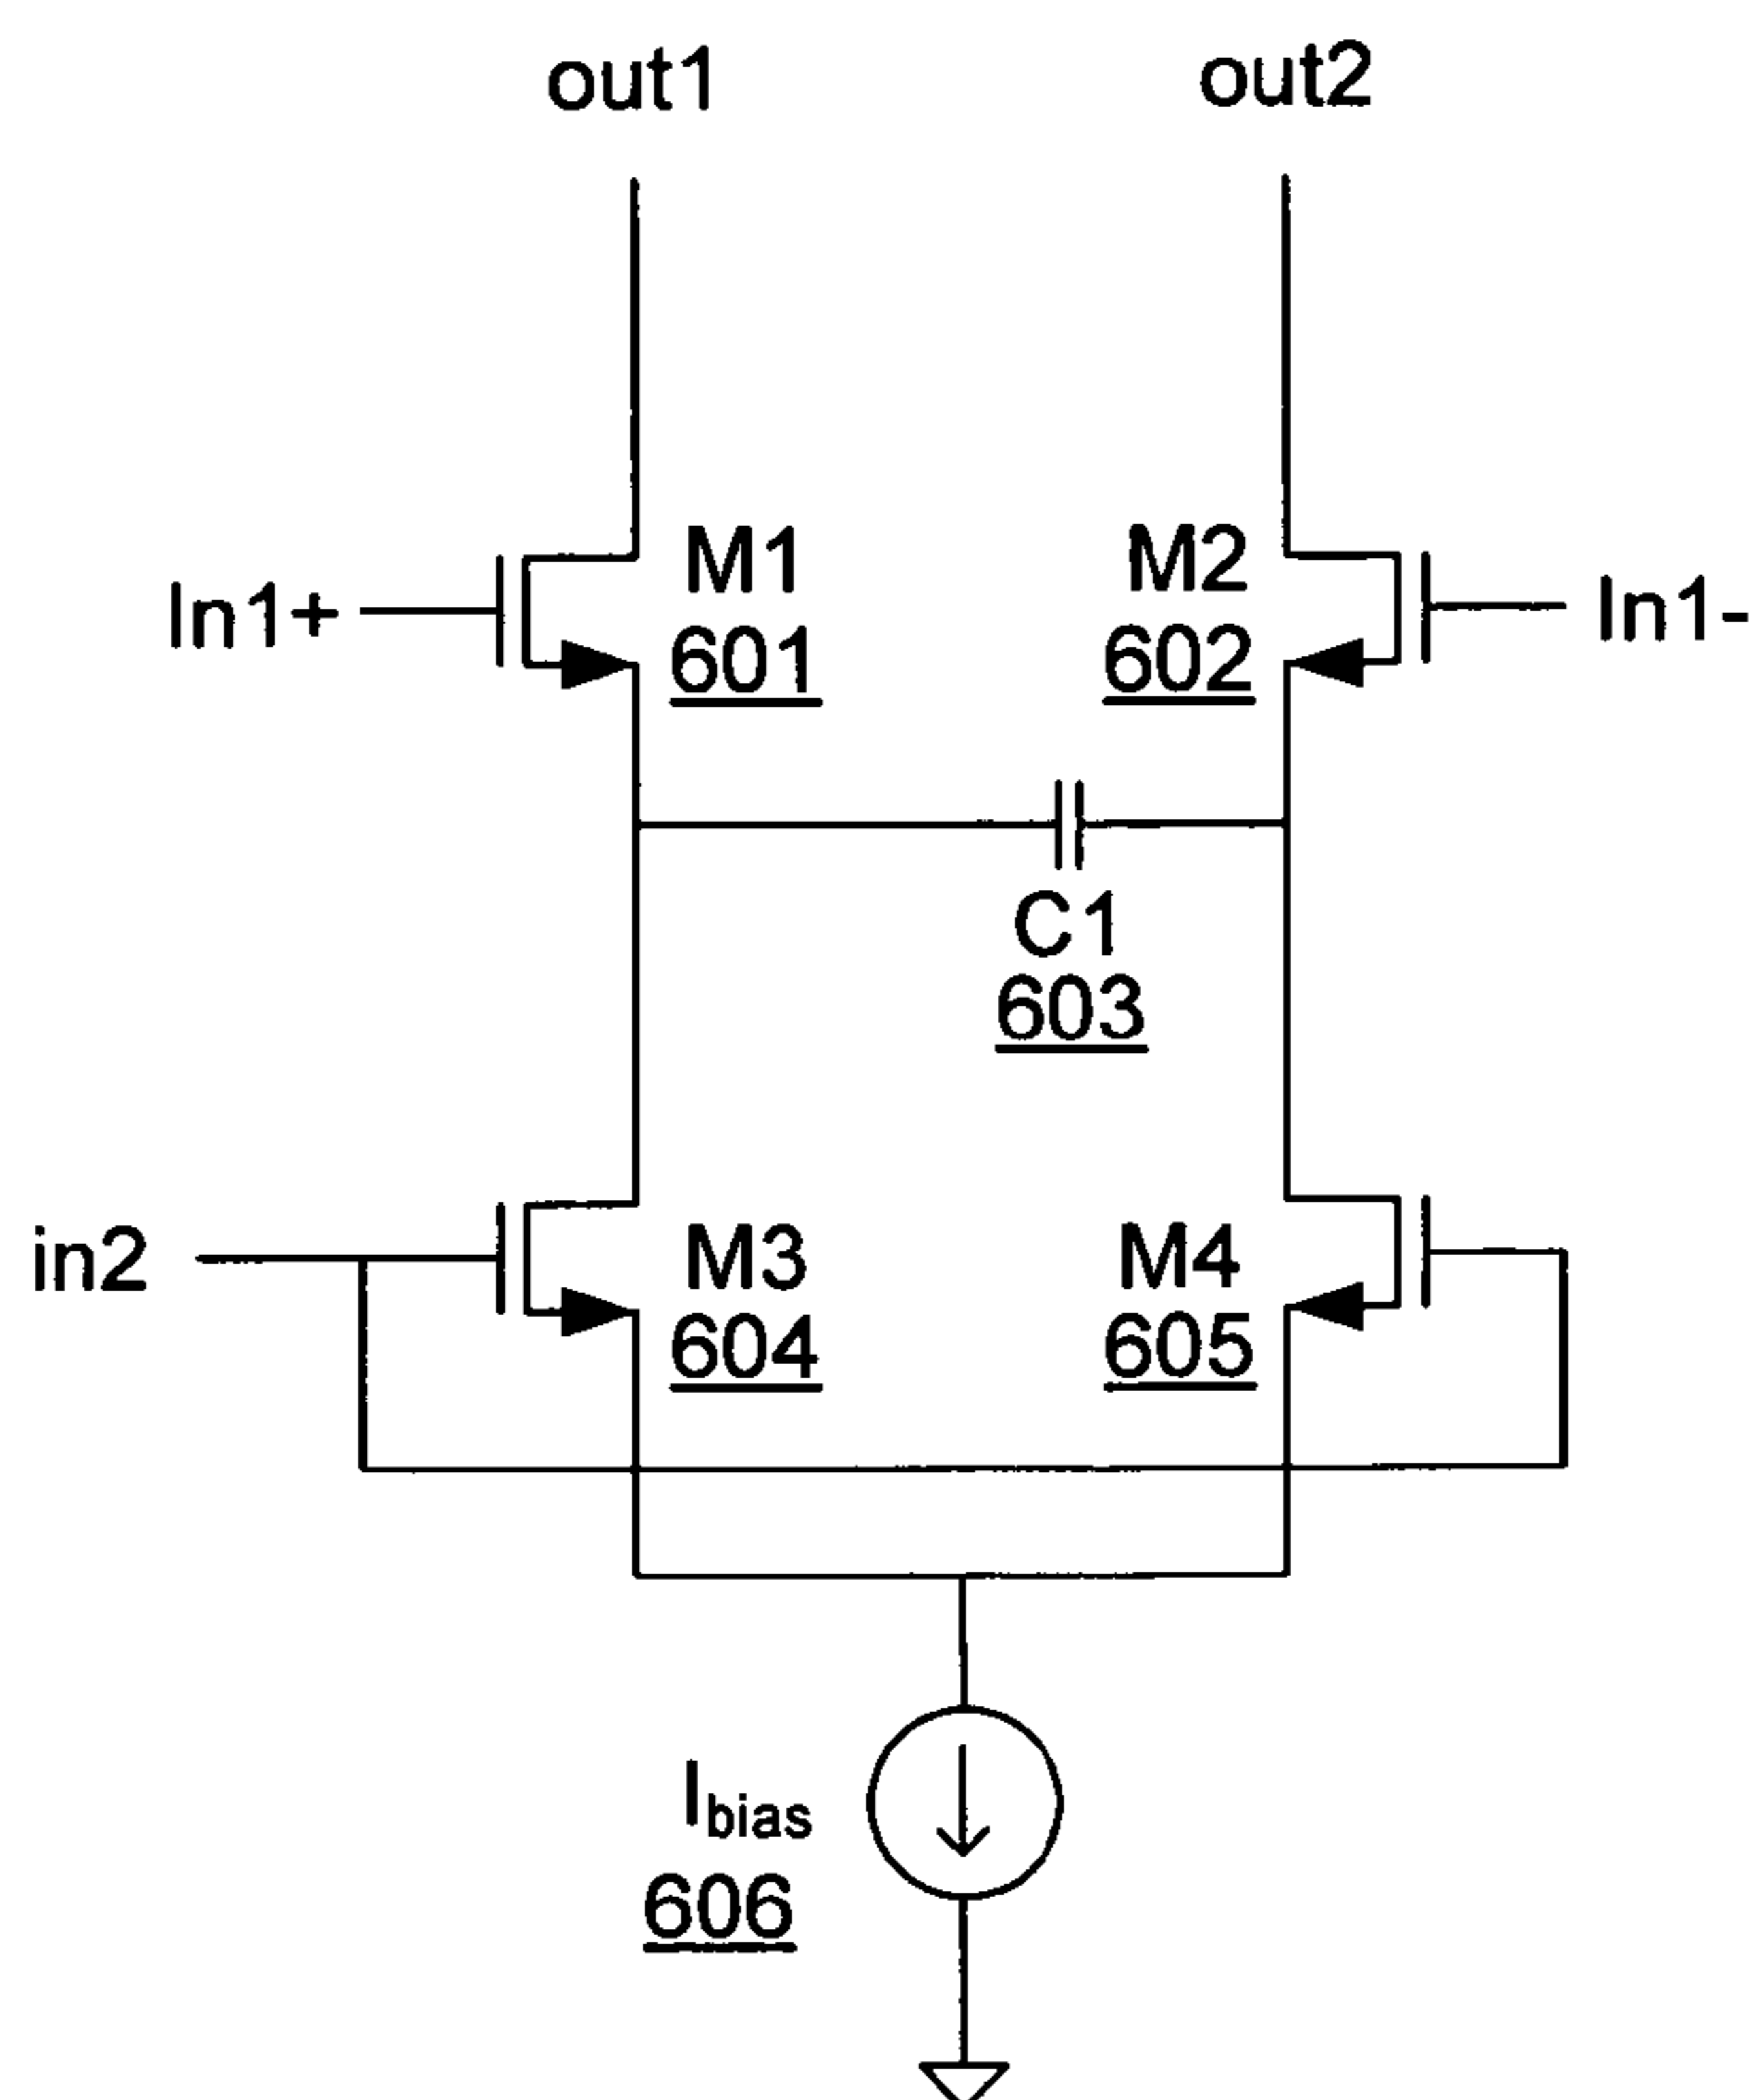 out1
out2
M1
601
M2
602
In1+
In1-
C1
603
in2
M3
604
M4
605
Ibias
606